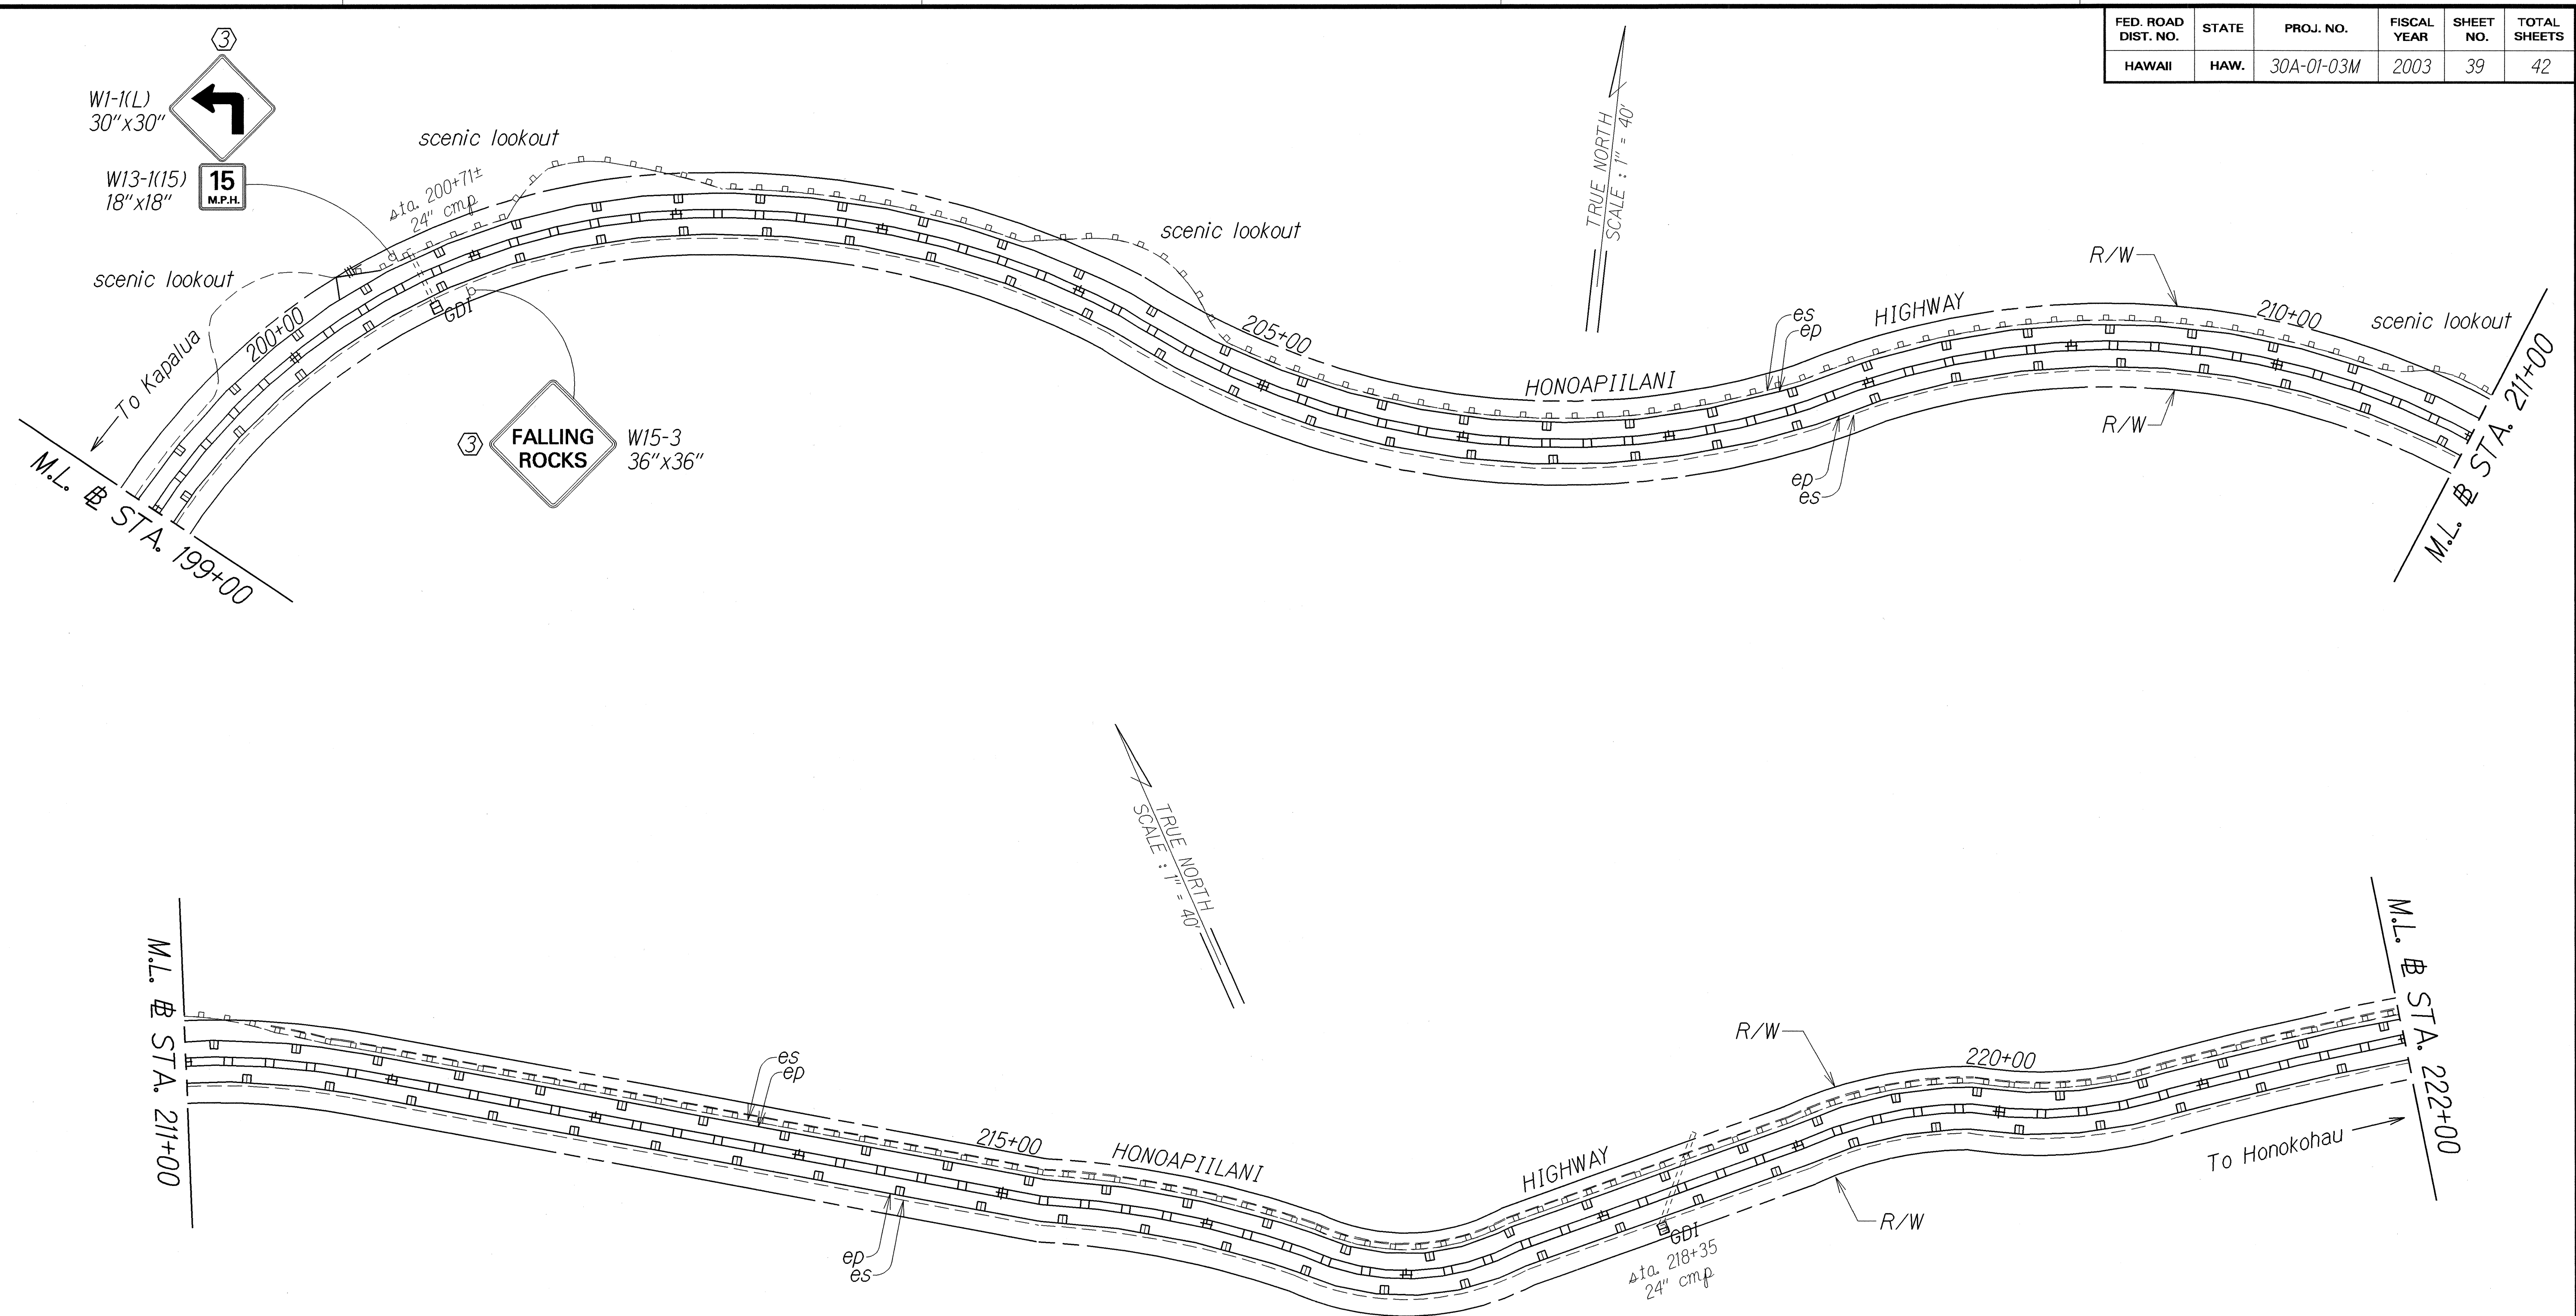 FED. ROAD DIST. NO.
STATE
PROJ. NO.
FISCAL YEAR
SHEET NO.
TOTAL SHEETS
HAWAII
HAW.
30A-01-03M
2003
39
42
3
W1-1(L)
30"x30"
W13-1(15)
18"x18"
15
M.P.H.
scenic lookout
sta. 200+71±
24" cmp
scenic lookout
GDI
200+00
To Kapalua
M.L. BL STA. 199+00
3
FALLING
ROCKS
W15-3
36"x36"
scenic lookout
205+00
TRUE NORTH
SCALE : 1" = 40'
HONOAPIILANI
HIGHWAY
es
ep
ep
es
R/W
R/W
210+00
scenic lookout
M.L. BL STA. 211+00
TRUE NORTH
SCALE : 1" = 40'
M.L. BL STA. 211+00
es
ep
ep
es
215+00
HONOAPIILANI
HIGHWAY
GDI
sta. 218+35
24" cmp
R/W
R/W
220+00
To Honokohau
M.L. BL STA. 222+00